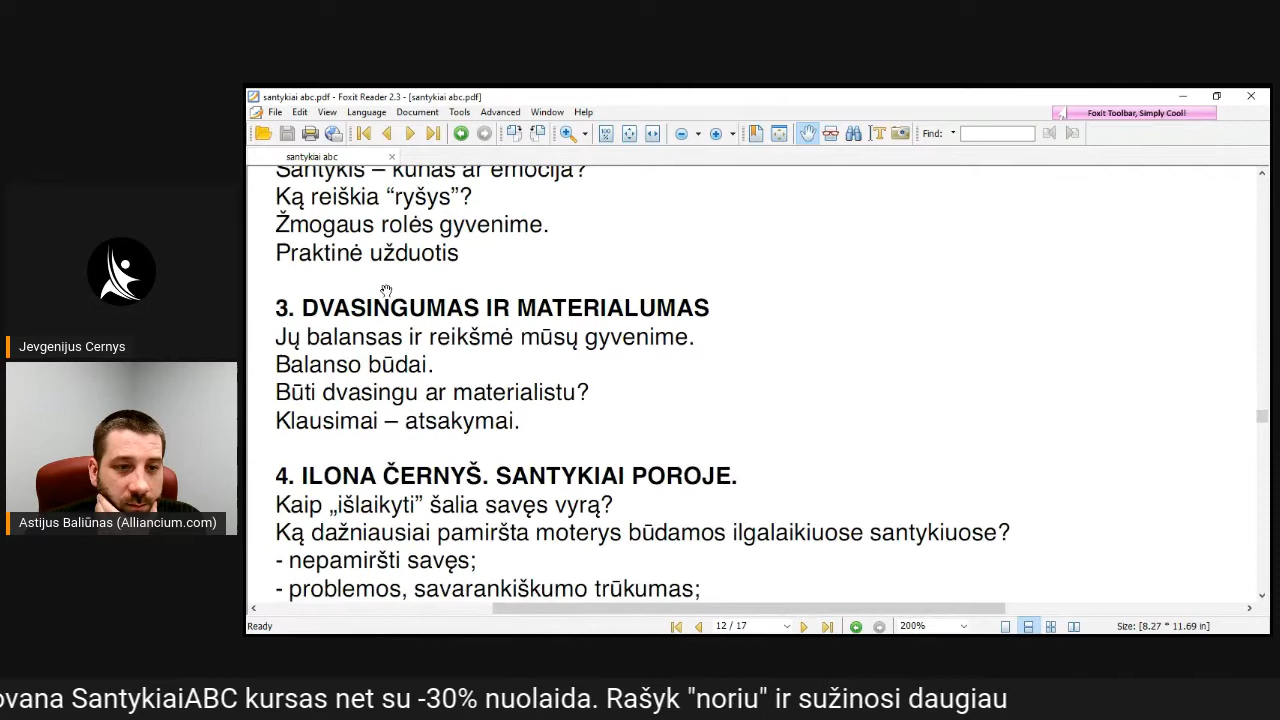 santykiai abc.pdf - Foxit Reader 2.3 - [santykiai abc.pdf]
File Edit View Language Document Tools Advanced Window Help
Foxit Toolbar, Simply Cool!
Find:
santykiai abc
Santykis – kūnas ar emocija?
Ką reiškia “ryšys”?
Žmogaus rolės gyvenime.
Praktinė užduotis
3. DVASINGUMAS IR MATERIALUMAS
Jų balansas ir reikšmė mūsų gyvenime.
Balanso būdai.
Būti dvasingu ar materialistu?
Klausimai – atsakymai.
4. ILONA ČERNYŠ. SANTYKIAI POROJE.
Kaip „išlaikyti” šalia savęs vyrą?
Ką dažniausiai pamiršta moterys būdamos ilgalaikiuose santykiuose?
- nepamiršti savęs;
- problemos, savarankiškumo trūkumas;
Ready
12 / 17
200%
Size: [8.27 * 11.69 in]
Jevgenijus Cernys
Astijus Baliūnas (Alliancium.com)
ovana SantykiaiABC kursas net su -30% nuolaida. Rašyk "noriu" ir sužinosi daugiau